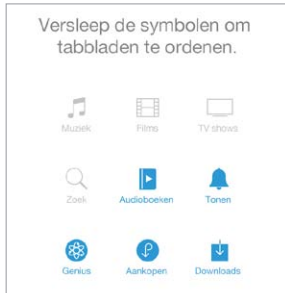 Versleep de symbolen om
tabbladen te ordenen.
Muziek
Films
TV shows
Zoek
Audioboeken
Tonen
Genius
Aankopen
Downloads